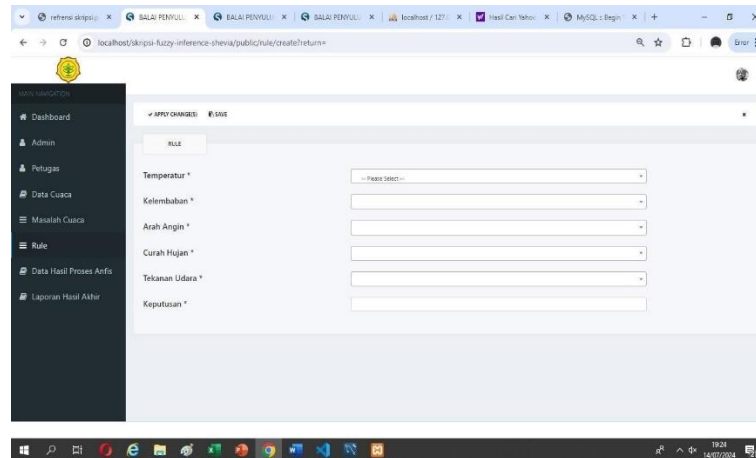 refrensi skripsi p
BALAI PENYULU
BALAI PENYULU
BALAI PENYULU
localhost / 127.
Hasil Cari Yahoo
MySQL :: Begin
localhost/skripsi-fuzzy-inference-shevia/public/rule/create?return=
Error
MAIN NAVIGATION
Dashboard
Admin
Petugas
Data Cuaca
Masalah Cuaca
Rule
Data Hasil Proses Anfis
Laporan Hasil Akhir
APPLY CHANGE(S) SAVE
RULE
Temperatur * -- Please Select --
Kelembaban *
Arah Angin *
Curah Hujan *
Tekanan Udara *
Keputusan *
19:24
14/07/2024